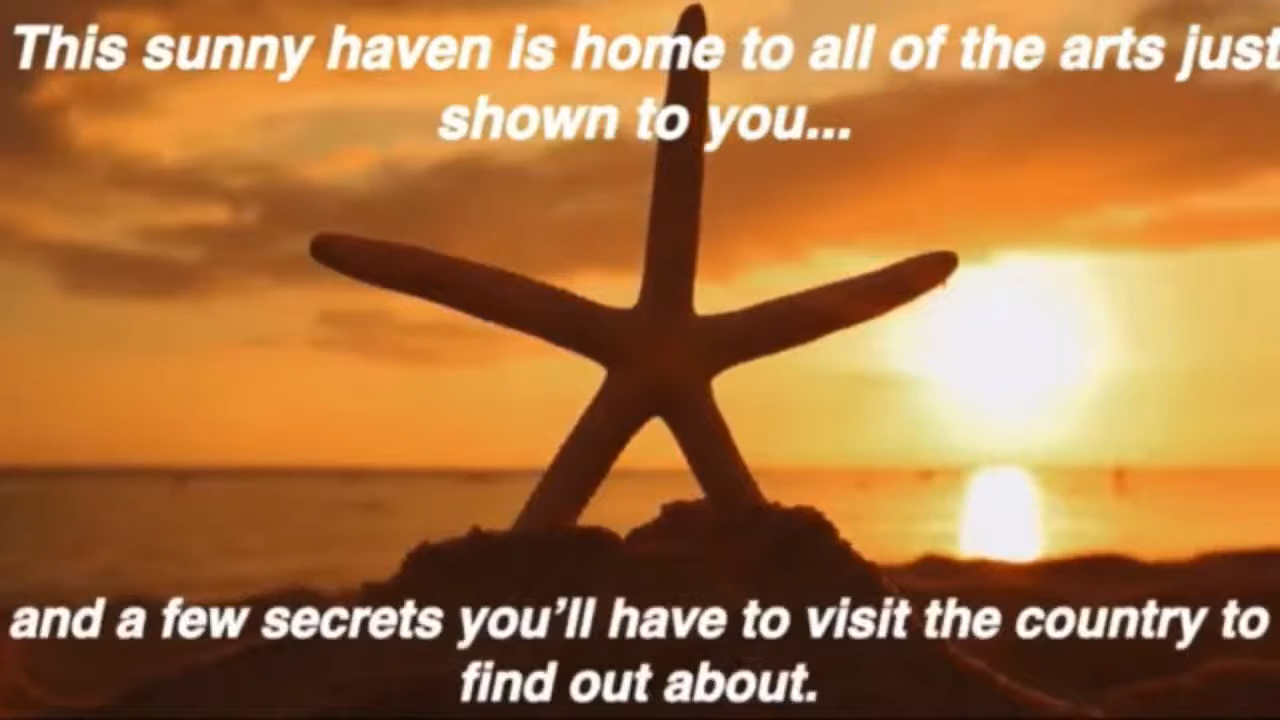 This sunny haven is home to all of the arts just
shown to you...
and a few secrets you’ll have to visit the country to
find out about.